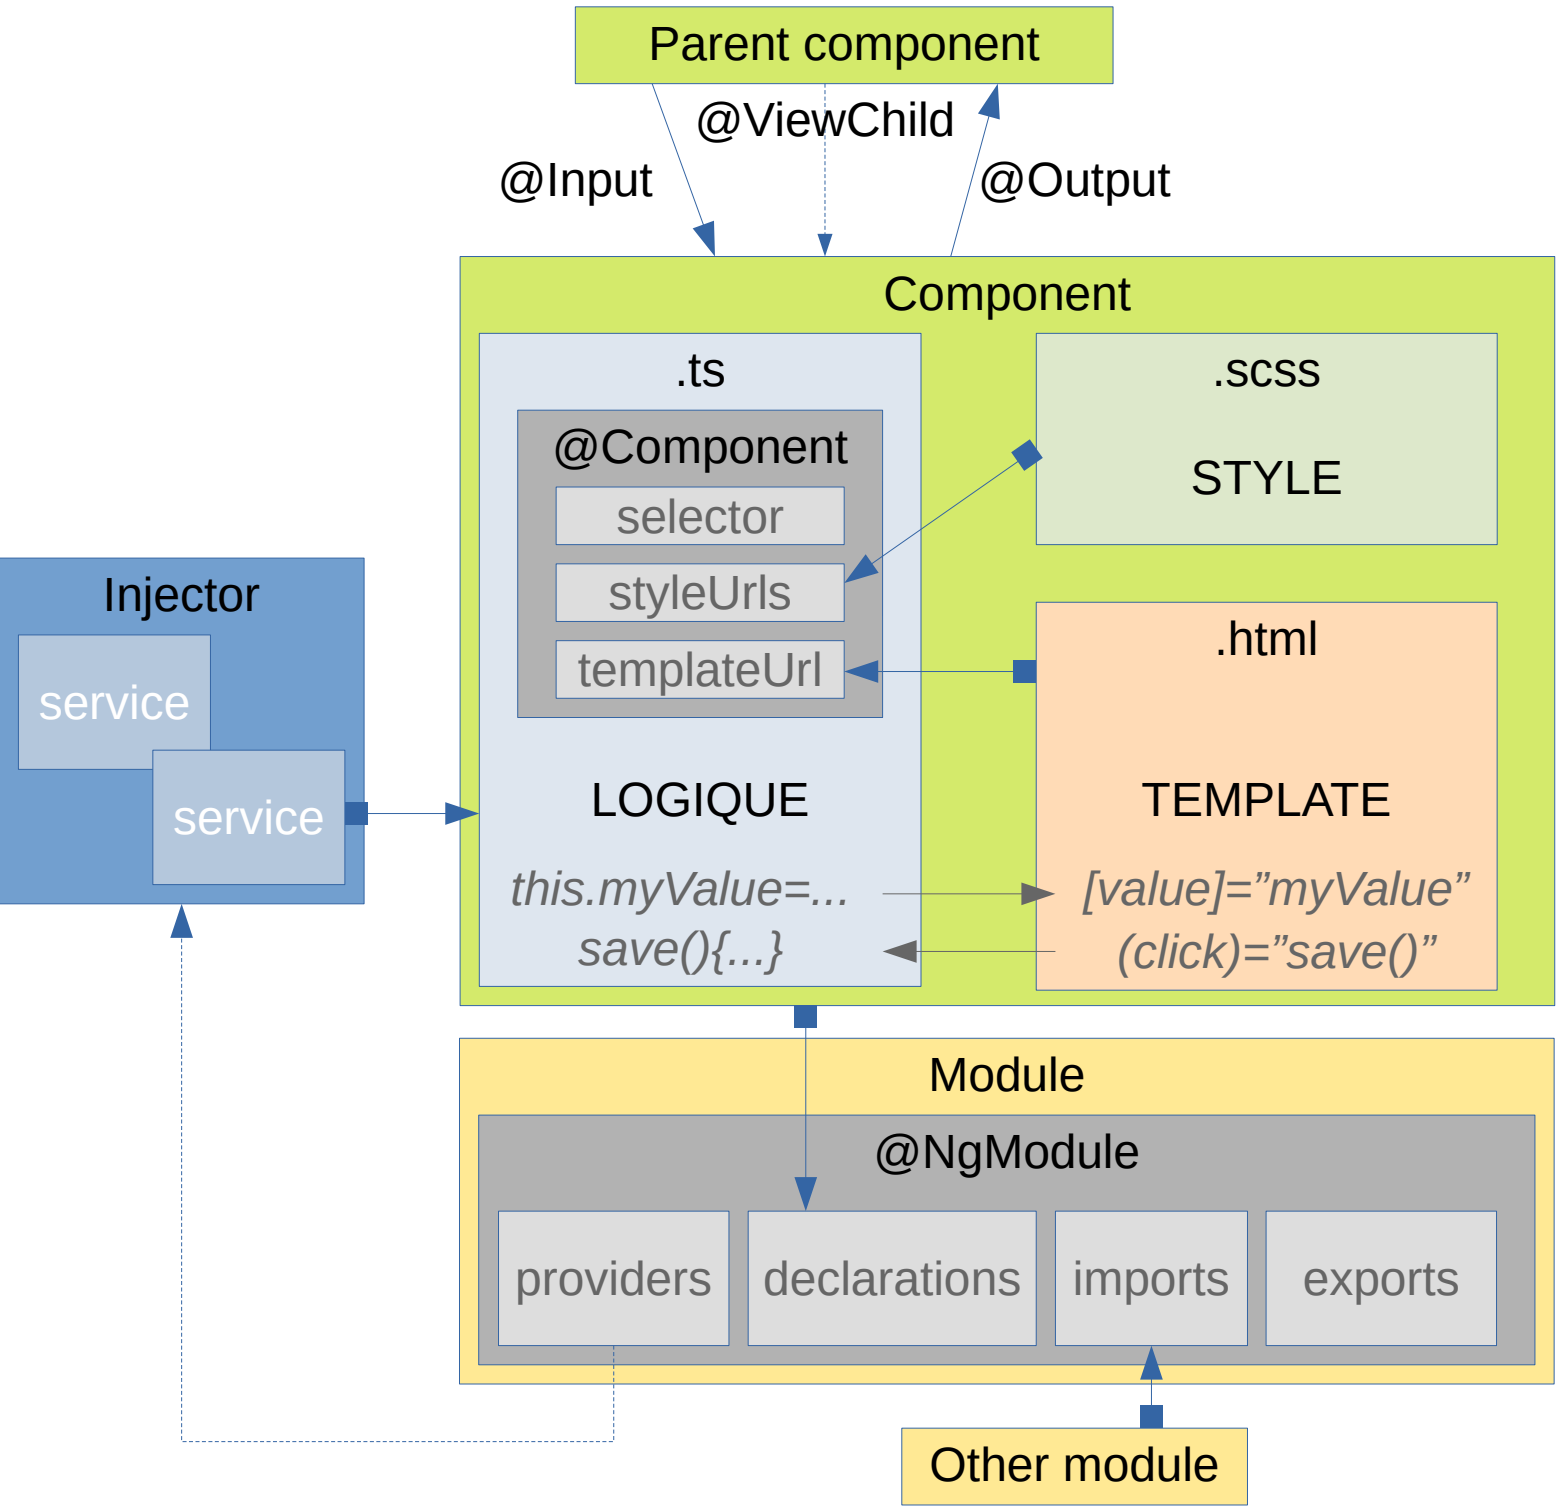 Parent component
@ViewChild
@Input
@Output
Component
.ts
@Component
selector
styleUrls
templateUrl
LOGIQUE
this.myValue=...
save(){...}
.scss
STYLE
.html
TEMPLATE
[value]=”myValue”
(click)=”save()”
Injector
service
service
Module
@NgModule
providers
declarations
imports
exports
Other module